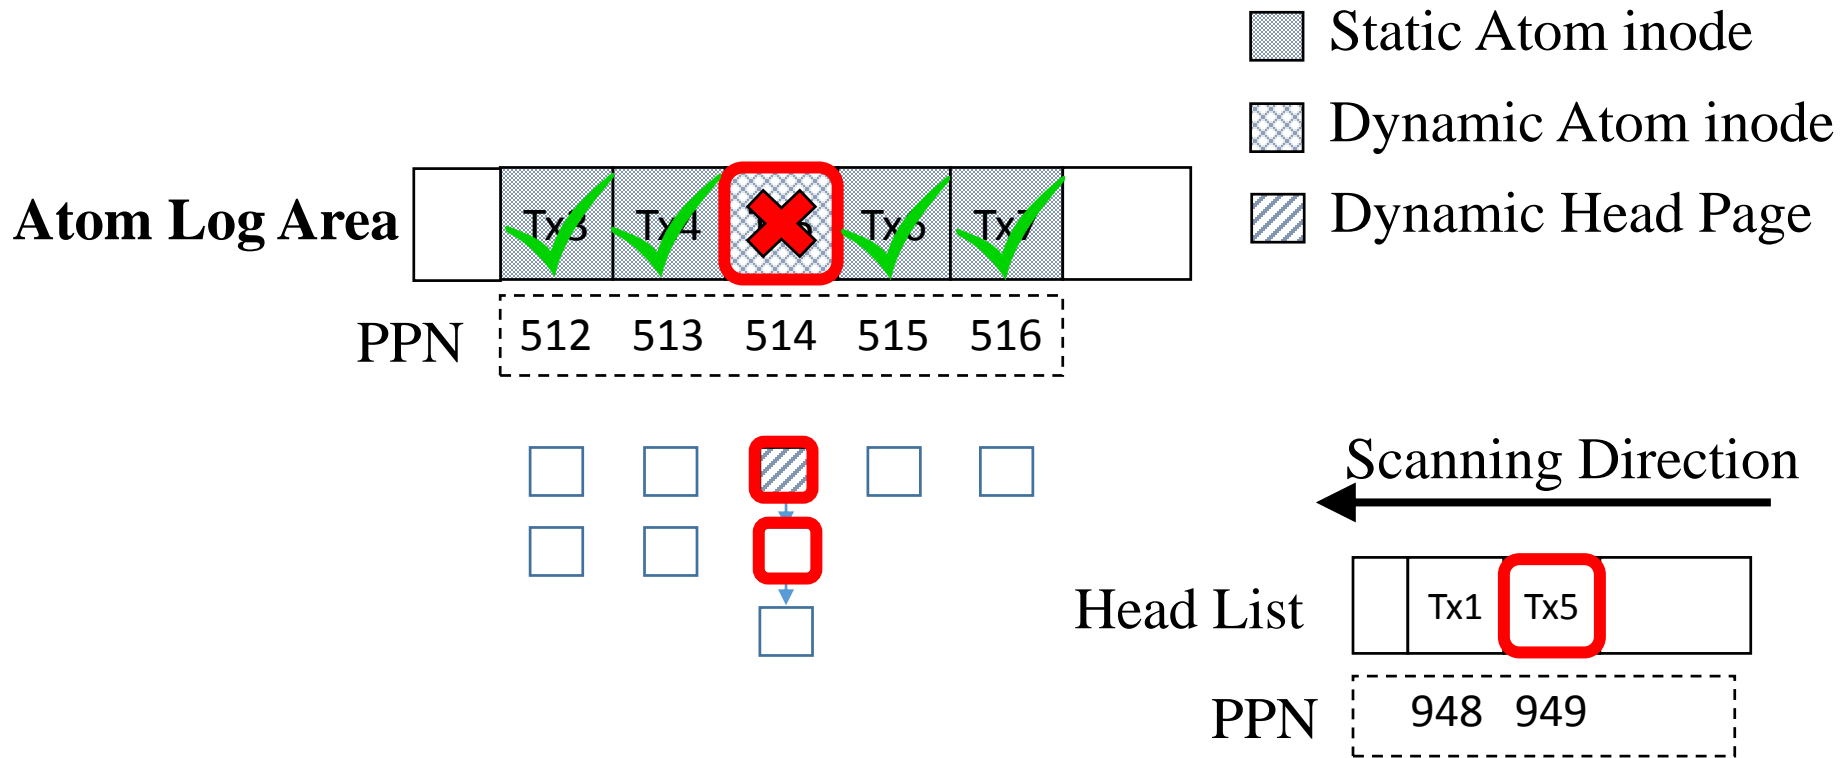 Static Atom inode
Dynamic Atom inode
Dynamic Head Page
Atom Log Area
Tx3 Tx4 Tx6 Tx7
PPN 512 513 514 515 516
Scanning Direction
Head List Tx1 Tx5
PPN 948 949